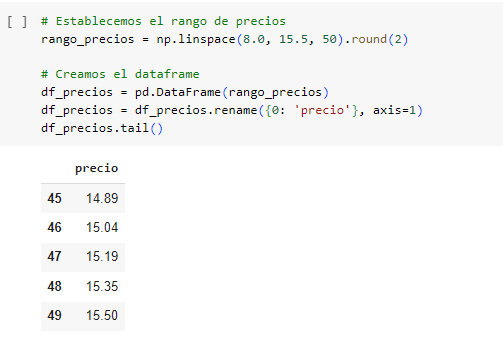 [ ] # Establecemos el rango de precios
rango_precios = np.linspace(8.0, 15.5, 50).round(2)
# Creamos el dataframe
df_precios = pd.DataFrame(rango_precios)
df_precios = df_precios.rename({0: 'precio'}, axis=1)
df_precios.tail()
precio
45 14.89
46 15.04
47 15.19
48 15.35
49 15.50